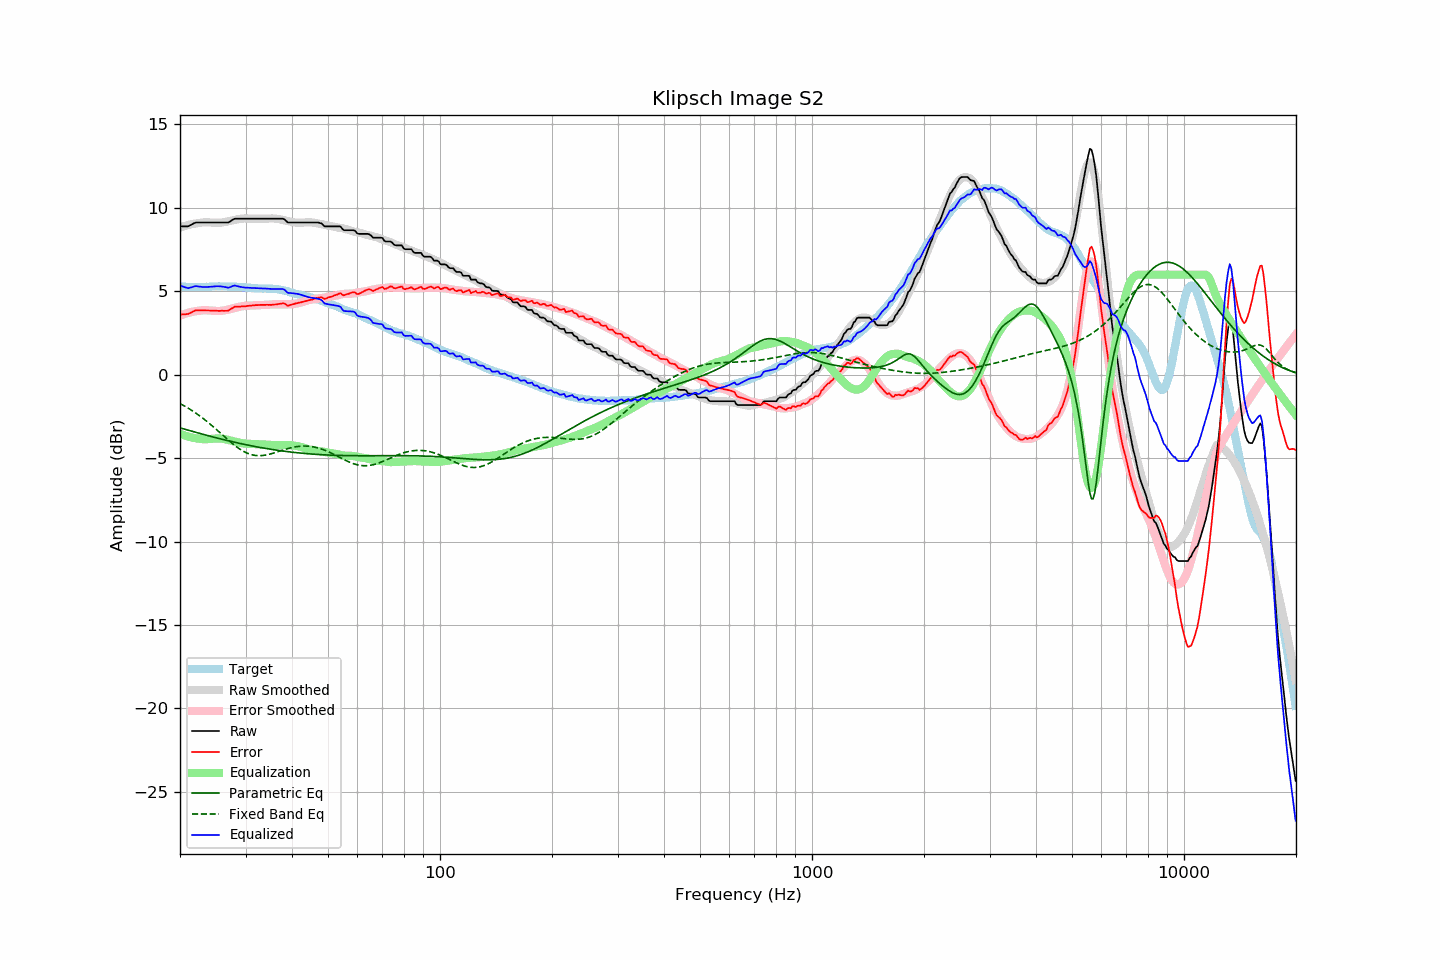 Klipsch Image S2
15
10
5
0
−5
−10
−15
−20
−25
Amplitude (dBr)
Target
Raw Smoothed
Error Smoothed
Raw
Error
Equalization
Parametric Eq
Fixed Band Eq
Equalized
100
1000
10000
Frequency (Hz)